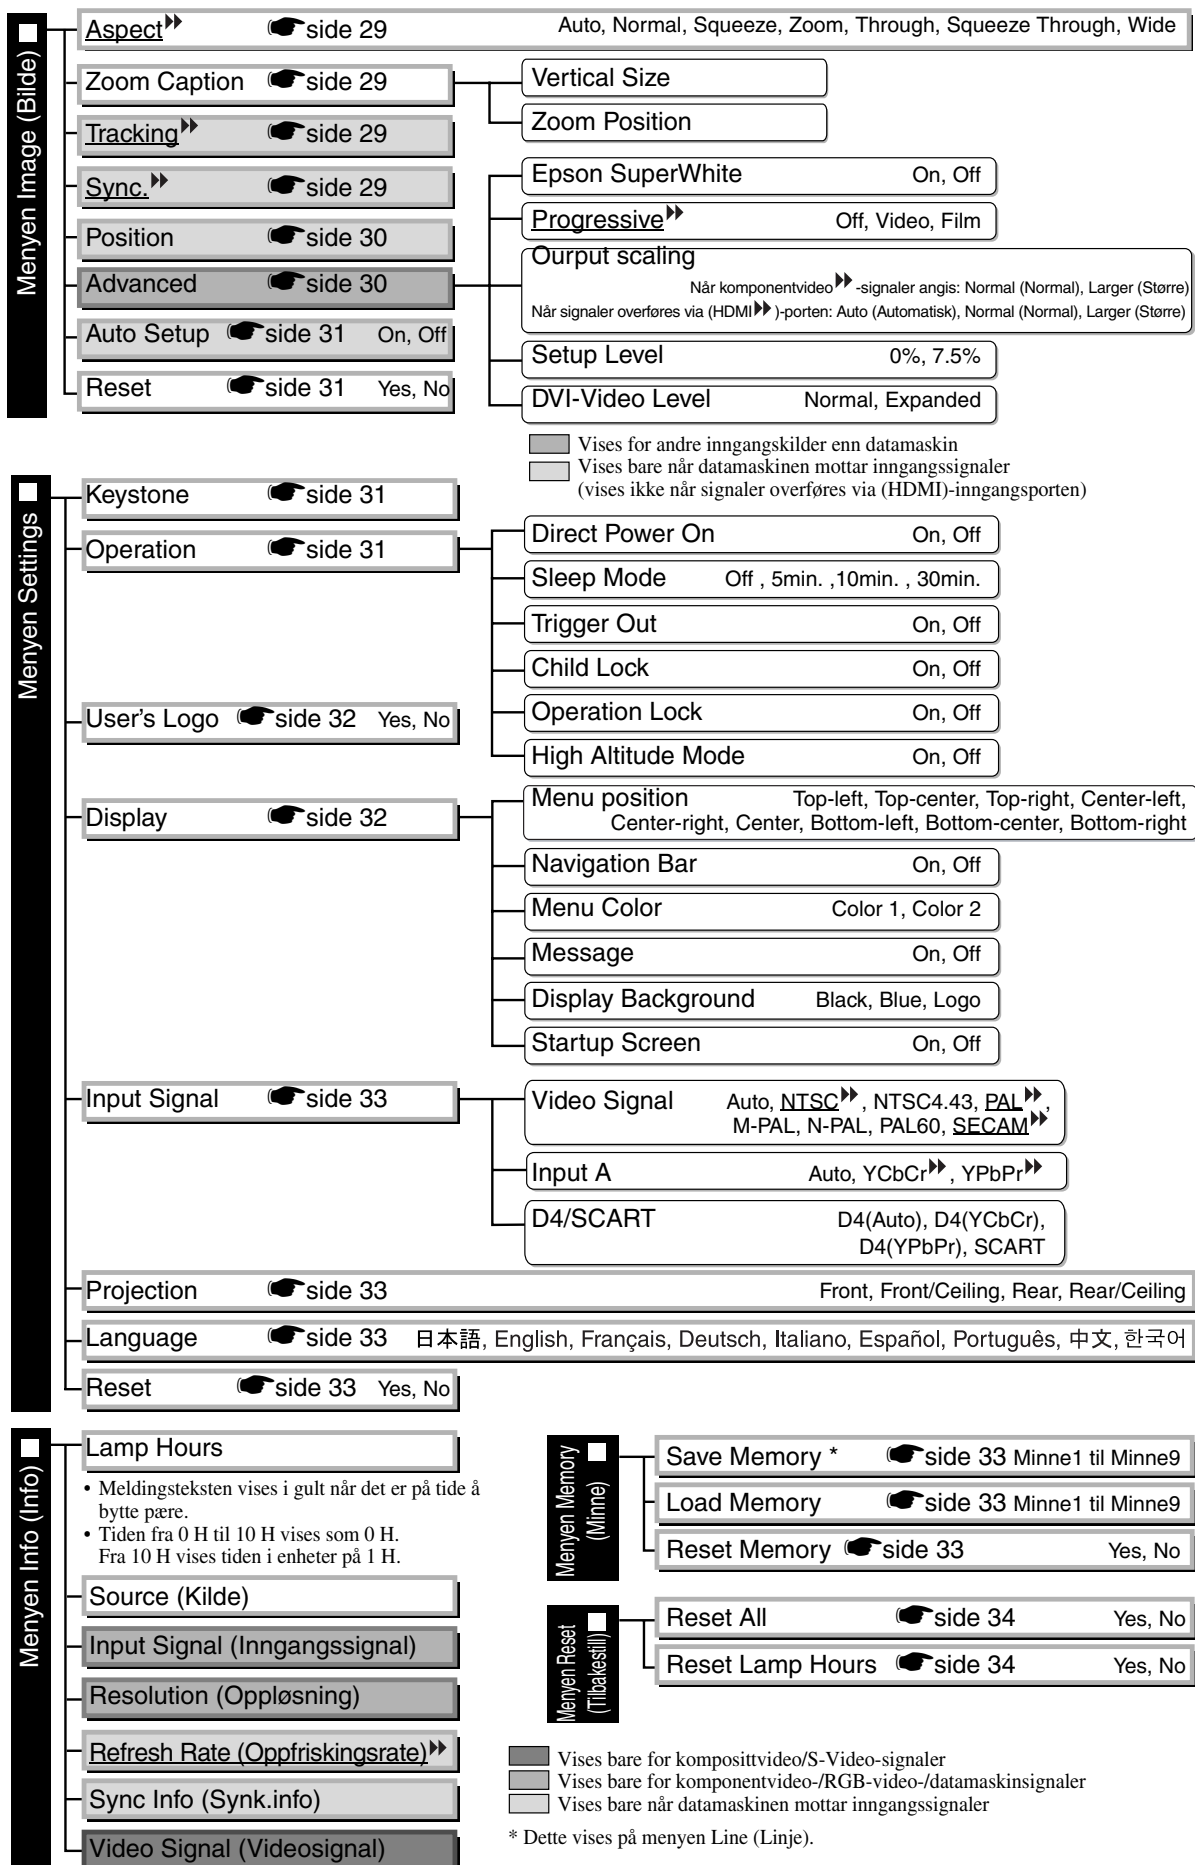 Menyen Image (Bilde)
Aspect side 29 Auto, Normal, Squeeze, Zoom, Through, Squeeze Through, Wide
Zoom Caption side 29
Vertical Size
Zoom Position
Tracking side 29
Sync. side 29
Position side 30
Advanced side 30
Epson SuperWhite On, Off
Progressive Off, Video, Film
Ourput scaling
Når komponentvideo -signaler angis: Normal (Normal), Larger (Større)
Når signaler overføres via (HDMI )-porten: Auto (Automatisk), Normal (Normal), Larger (Større)
Setup Level 0%, 7.5%
DVI-Video Level Normal, Expanded
Auto Setup side 31 On, Off
Reset side 31 Yes, No
Vises for andre inngangskilder enn datamaskin
Vises bare når datamaskinen mottar inngangssignaler
(vises ikke når signaler overføres via (HDMI)-inngangsporten)
Menyen Settings
Keystone side 31
Operation side 31
Direct Power On On, Off
Sleep Mode Off , 5min. ,10min. , 30min.
Trigger Out On, Off
Child Lock On, Off
Operation Lock On, Off
High Altitude Mode On, Off
User's Logo side 32 Yes, No
Display side 32
Menu position Top-left, Top-center, Top-right, Center-left,
Center-right, Center, Bottom-left, Bottom-center, Bottom-right
Navigation Bar On, Off
Menu Color Color 1, Color 2
Message On, Off
Display Background Black, Blue, Logo
Startup Screen On, Off
Input Signal side 33
Video Signal Auto, NTSC , NTSC4.43, PAL ,
M-PAL, N-PAL, PAL60, SECAM
Input A Auto, YCbCr , YPbPr
D4/SCART D4(Auto), D4(YCbCr),
D4(YPbPr), SCART
Projection side 33 Front, Front/Ceiling, Rear, Rear/Ceiling
Language side 33 日本語, English, Français, Deutsch, Italiano, Español, Português, 中文, 한국어
Reset side 33 Yes, No
Menyen Info (Info)
Lamp Hours
• Meldingsteksten vises i gult når det er på tide å
bytte pære.
• Tiden fra 0 H til 10 H vises som 0 H.
Fra 10 H vises tiden i enheter på 1 H.
Source (Kilde)
Input Signal (Inngangssignal)
Resolution (Oppløsning)
Refresh Rate (Oppfriskingsrate)
Sync Info (Synk.info)
Video Signal (Videosignal)
Menyen Memory
(Minne)
Save Memory * side 33 Minne1 til Minne9
Load Memory side 33 Minne1 til Minne9
Reset Memory side 33 Yes, No
Menyen Reset
(Tilbakestill)
Reset All side 34 Yes, No
Reset Lamp Hours side 34 Yes, No
Vises bare for komposittvideo/S-Video-signaler
Vises bare for komponentvideo-/RGB-video-/datamaskinsignaler
Vises bare når datamaskinen mottar inngangssignaler
* Dette vises på menyen Line (Linje).